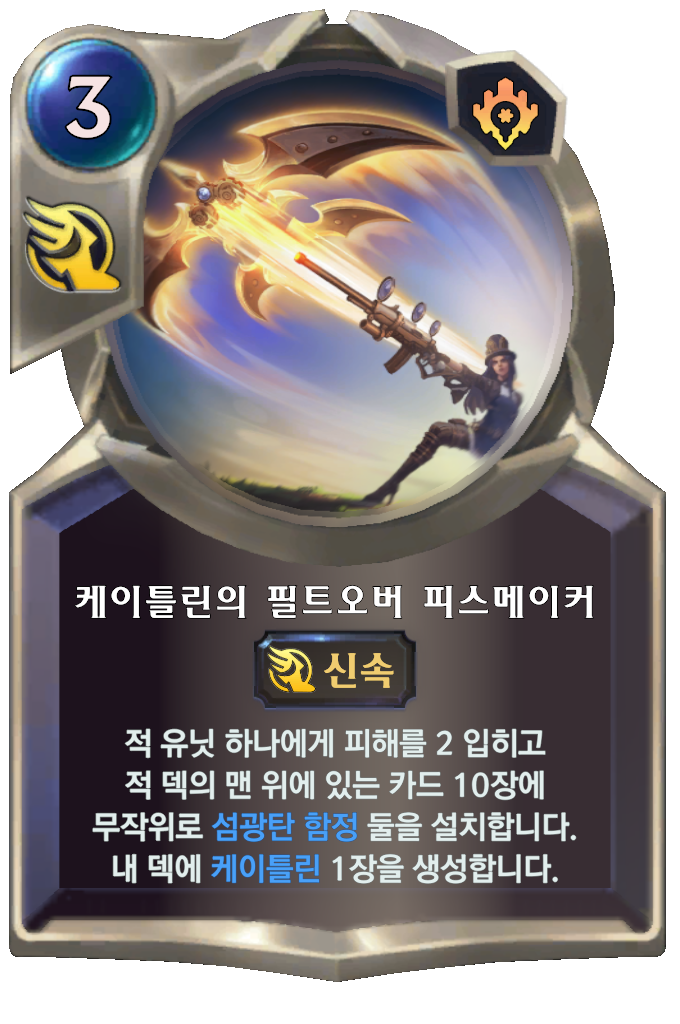 3
케이틀린의 필트오버 피스메이커
신속
적 유닛 하나에게 피해를 2 입히고
적 덱의 맨 위에 있는 카드 10장에
무작위로 섬광탄 함정 둘을 설치합니다.
내 덱에 케이틀린 1장을 생성합니다.